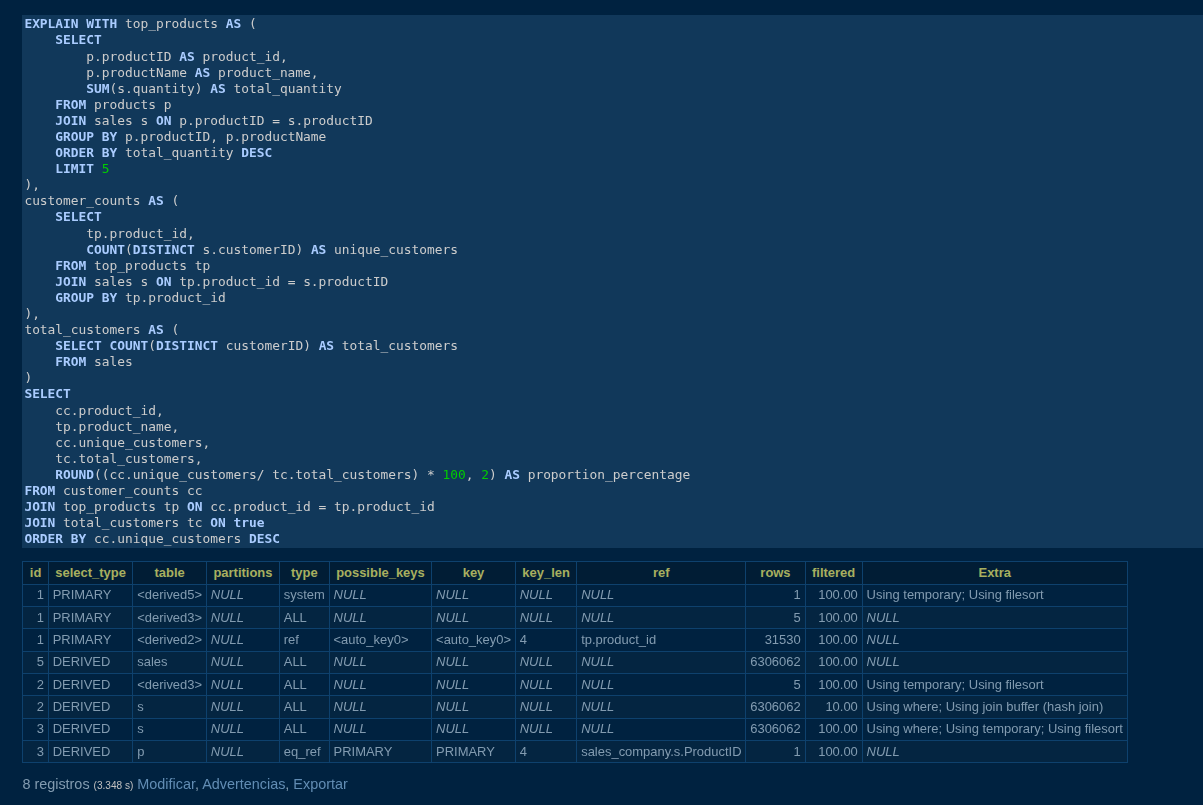 EXPLAIN WITH top_products AS (
    SELECT
        p.productID AS product_id,
        p.productName AS product_name,
        SUM(s.quantity) AS total_quantity
    FROM products p
    JOIN sales s ON p.productID = s.productID
    GROUP BY p.productID, p.productName
    ORDER BY total_quantity DESC
    LIMIT 5
),
customer_counts AS (
    SELECT
        tp.product_id,
        COUNT(DISTINCT s.customerID) AS unique_customers
    FROM top_products tp
    JOIN sales s ON tp.product_id = s.productID
    GROUP BY tp.product_id
),
total_customers AS (
    SELECT COUNT(DISTINCT customerID) AS total_customers
    FROM sales
)
SELECT
    cc.product_id,
    tp.product_name,
    cc.unique_customers,
    tc.total_customers,
    ROUND((cc.unique_customers/ tc.total_customers) * 100, 2) AS proportion_percentage
FROM customer_counts cc
JOIN top_products tp ON cc.product_id = tp.product_id
JOIN total_customers tc ON true
ORDER BY cc.unique_customers DESC
id select_type table partitions type possible_keys key key_len ref rows filtered Extra
1 PRIMARY <derived5> NULL system NULL NULL NULL NULL 1 100.00 Using temporary; Using filesort
1 PRIMARY <derived3> NULL ALL NULL NULL NULL NULL 5 100.00 NULL
1 PRIMARY <derived2> NULL ref <auto_key0> <auto_key0> 4 tp.product_id 31530 100.00 NULL
5 DERIVED sales NULL ALL NULL NULL NULL NULL 6306062 100.00 NULL
2 DERIVED <derived3> NULL ALL NULL NULL NULL NULL 5 100.00 Using temporary; Using filesort
2 DERIVED s NULL ALL NULL NULL NULL NULL 6306062 10.00 Using where; Using join buffer (hash join)
3 DERIVED s NULL ALL NULL NULL NULL NULL 6306062 100.00 Using where; Using temporary; Using filesort
3 DERIVED p NULL eq_ref PRIMARY PRIMARY 4 sales_company.s.ProductID 1 100.00 NULL
8 registros (3.348 s) Modificar, Advertencias, Exportar